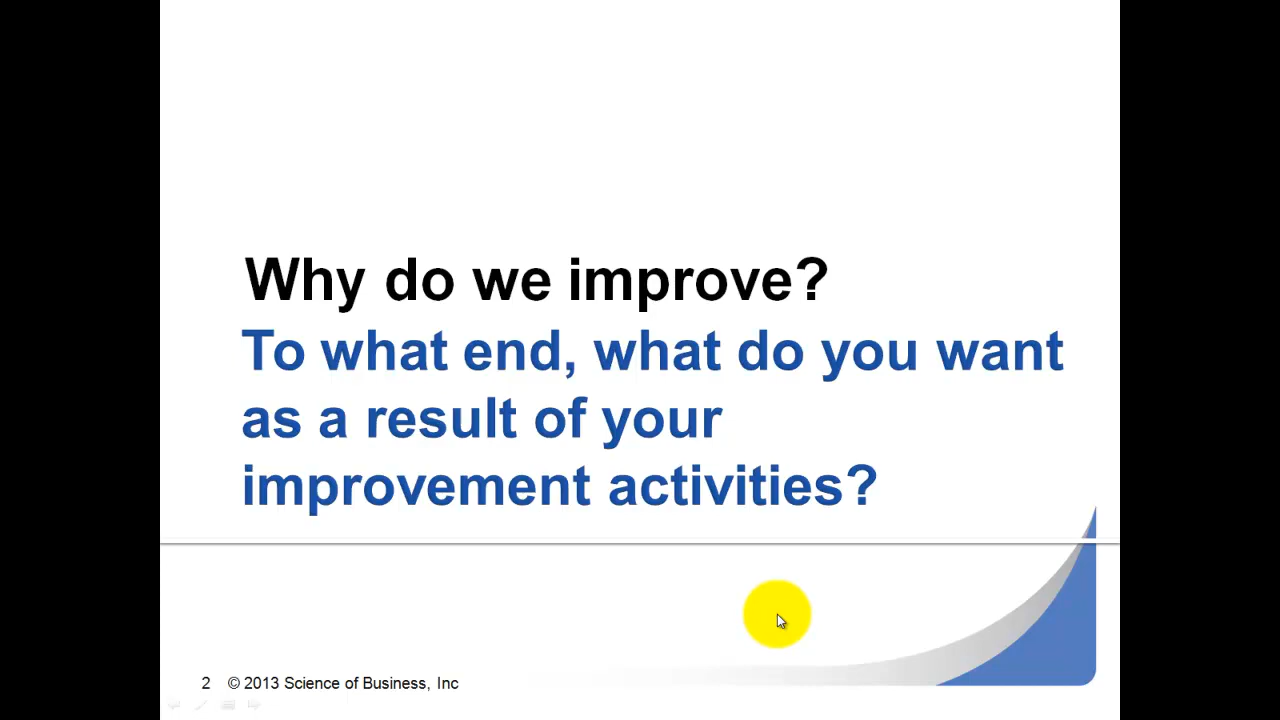 Why do we improve?
To what end, what do you want
as a result of your
improvement activities?
2 © 2013 Science of Business, Inc